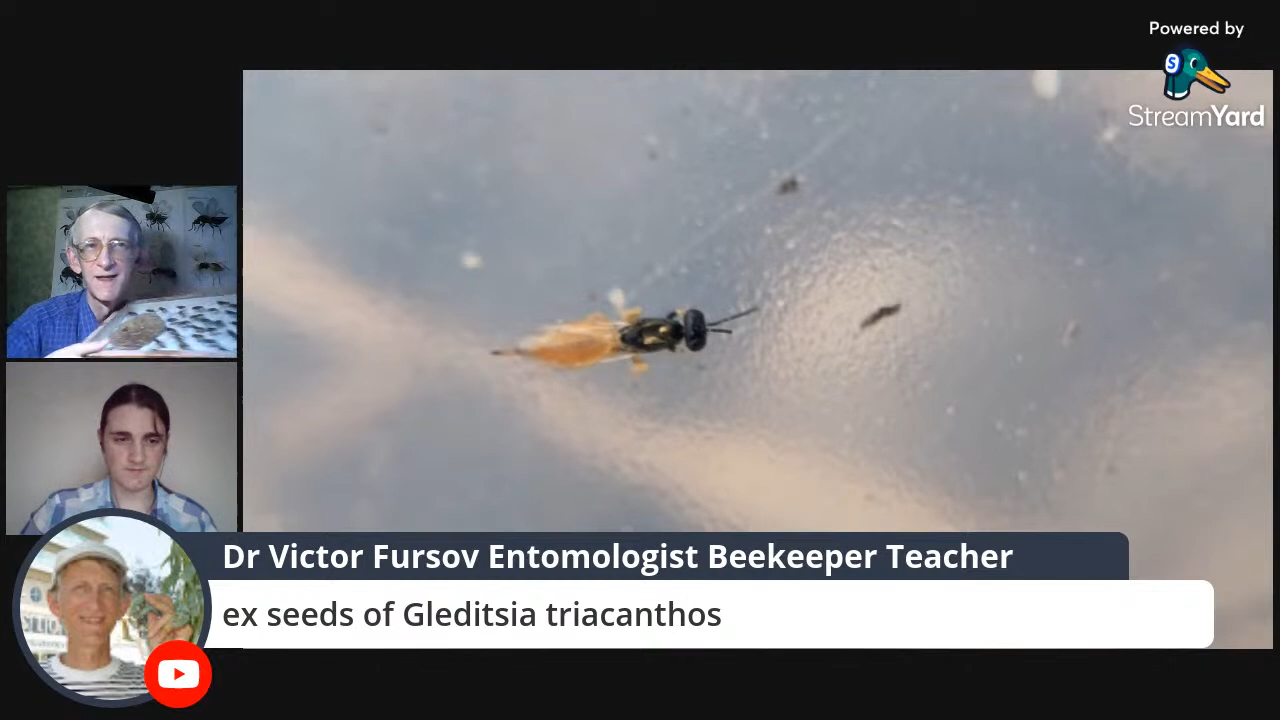 Powered by
StreamYard
Dr Victor Fursov Entomologist Beekeeper Teacher
ex seeds of Gleditsia triacanthos